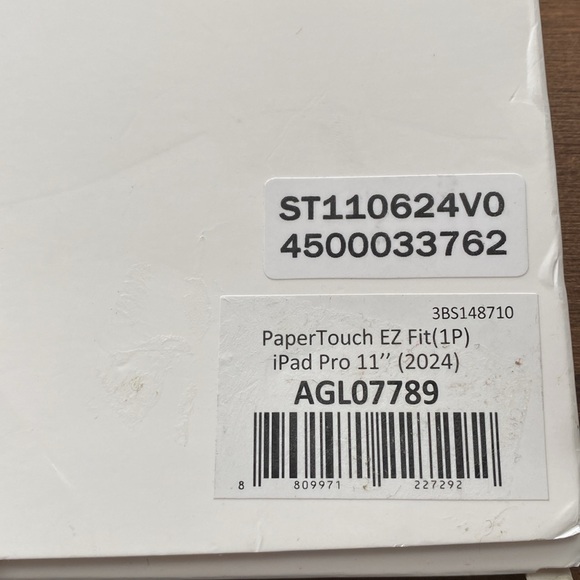 ST110624V0
4500033762
3BS148710
PaperTouch EZ Fit(1P)
iPad Pro 11’’ (2024)
AGL07789
8 809971 227292